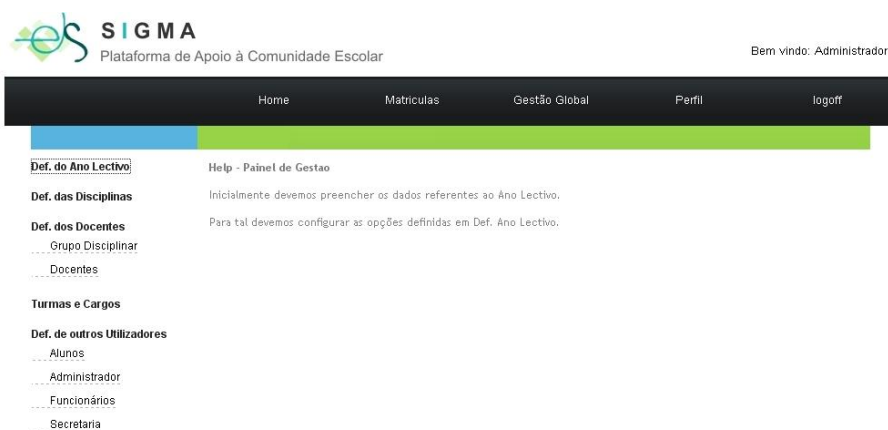 SIGMA
Plataforma de Apoio à Comunidade Escolar
Bem vindo: Administrador
Home Matriculas Gestão Global Perfil logoff
Def. do Ano Lectivo
Def. das Disciplinas
Def. dos Docentes
Grupo Disciplinar
Docentes
Turmas e Cargos
Def. de outros Utilizadores
Alunos
Administrador
Funcionários
Secretaria
Help - Painel de Gestao
Inicialmente devemos preencher os dados referentes ao Ano Lectivo.
Para tal devemos configurar as opções definidas em Def. Ano Lectivo.